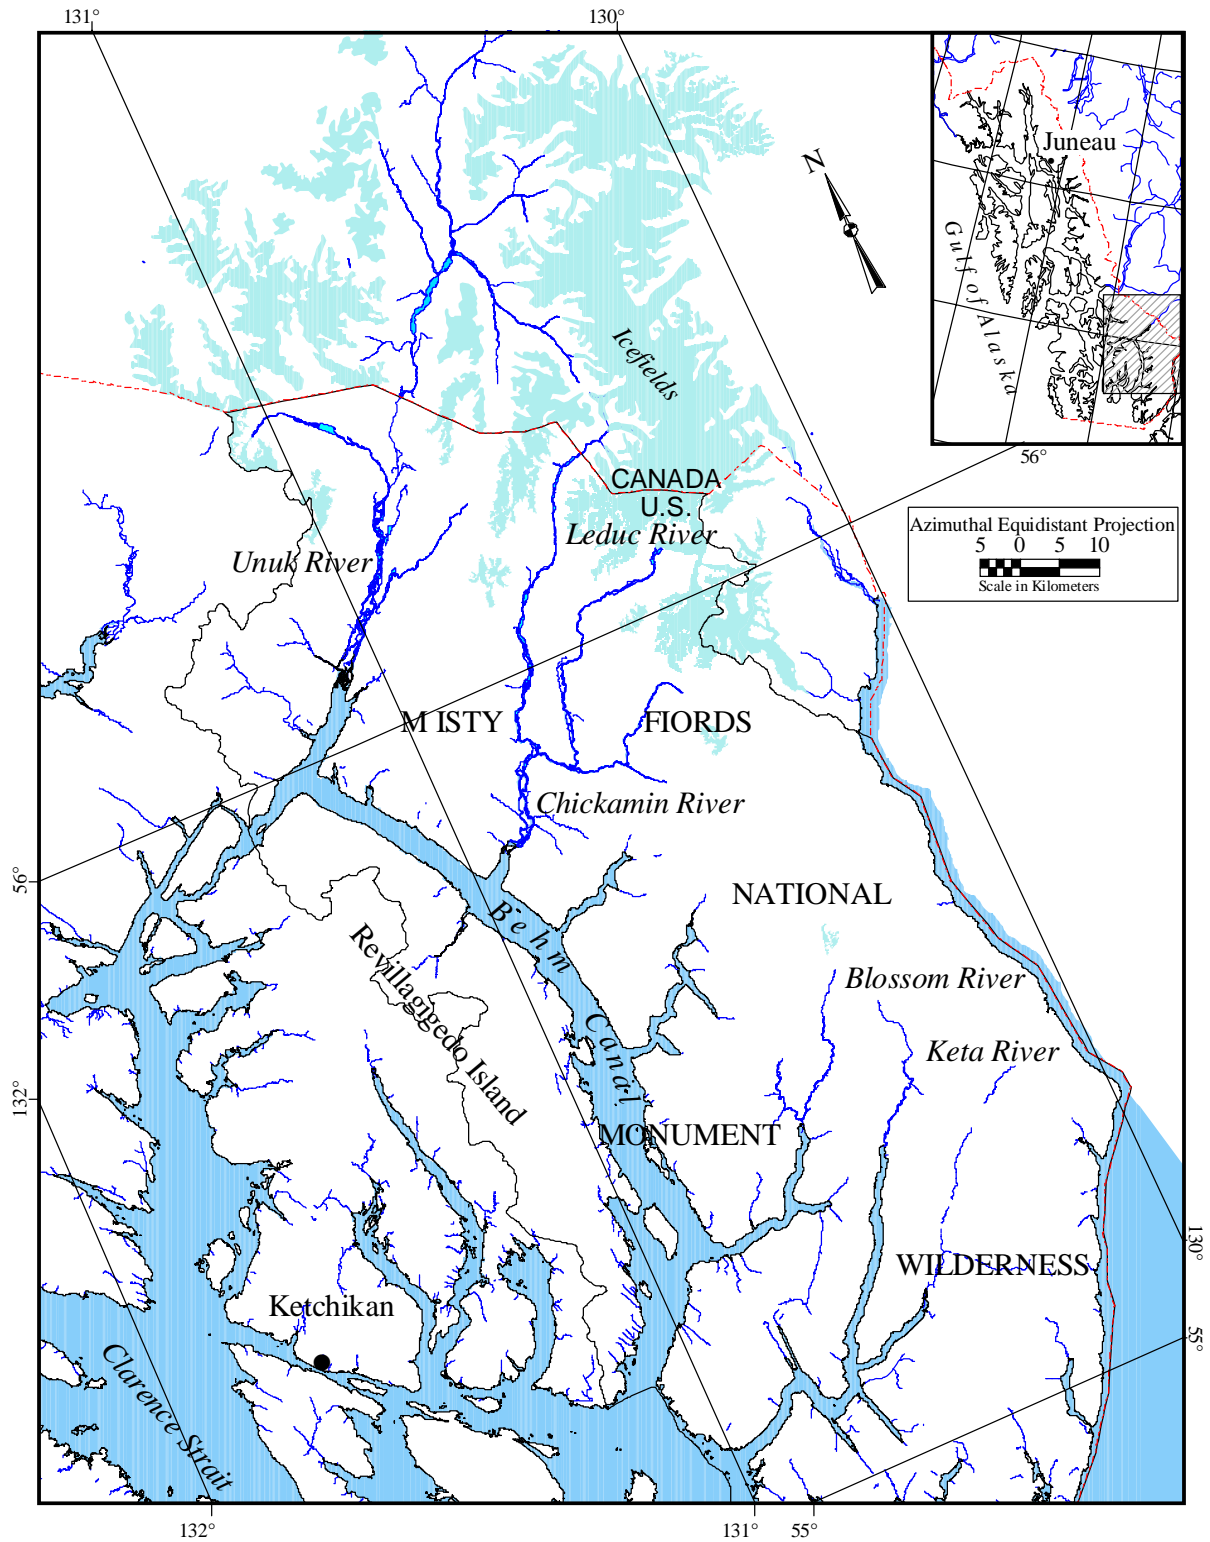 131°
130°
N
Juneau
Gulf of Alaska
Icefields
56°
CANADA
U.S.
Azimuthal Equidistant Projection
5 0 5 10
Scale in Kilometers
Leduc River
Unuk River
MISTY FIORDS
Chickamin River
56°
NATIONAL
Behm Canal
Revillagigedo Island
Blossom River
Keta River
132°
MONUMENT
130°
WILDERNESS
Ketchikan
55°
Clarence Strait
132°
131° 55°